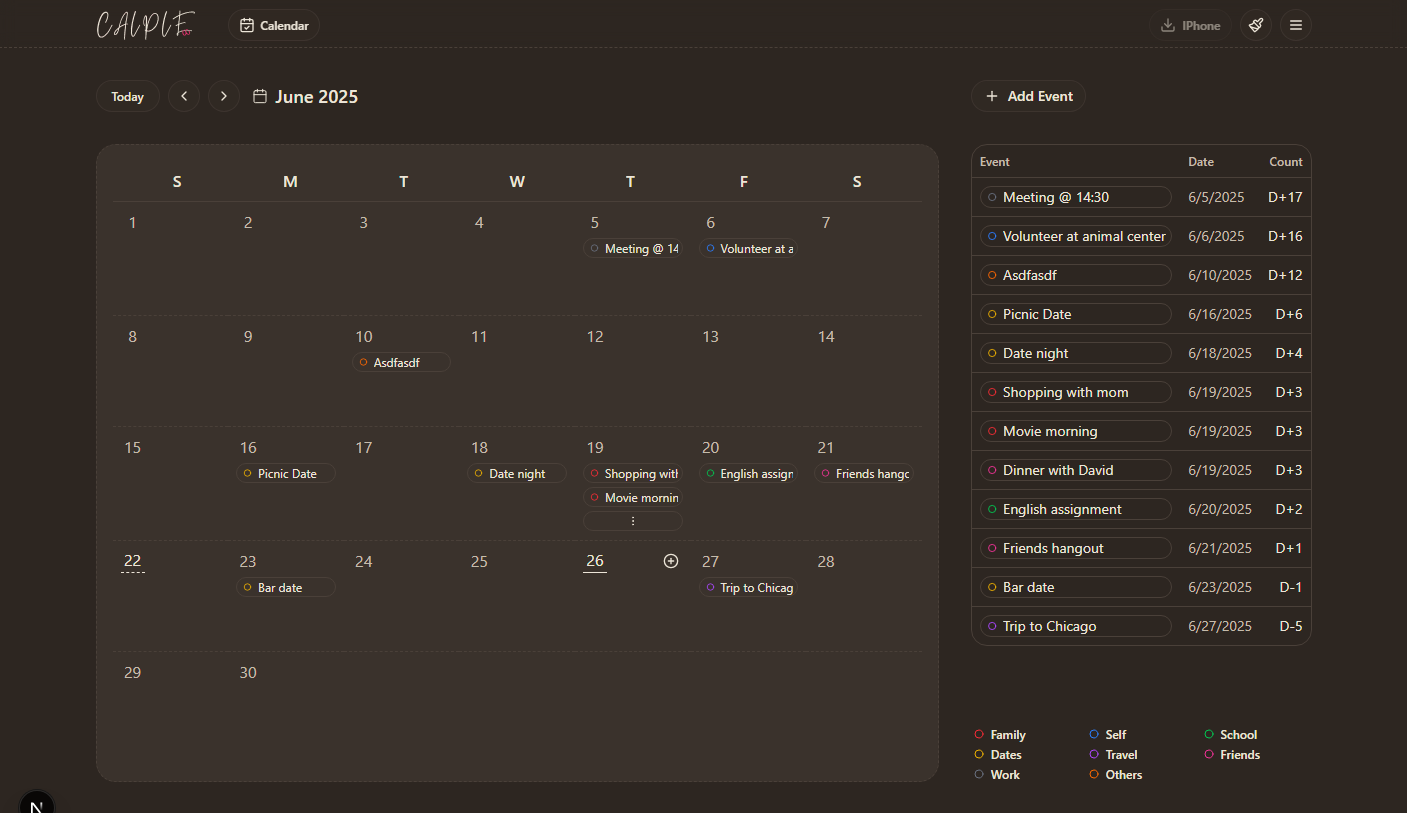 CALPLE
Calendar
IPhone
Today
June 2025
Add Event
S M T W T F S
1 2 3 4 5 6 7
Meeting @ 14 Volunteer at a
8 9 10 11 12 13 14
Asdfasdf
15 16 17 18 19 20 21
Picnic Date Date night Shopping with English assign Friends hango
Movie mornin
22 23 24 25 26 27 28
Bar date Trip to Chicag
29 30
Event Date Count
Meeting @ 14:30 6/5/2025 D+17
Volunteer at animal center 6/6/2025 D+16
Asdfasdf 6/10/2025 D+12
Picnic Date 6/16/2025 D+6
Date night 6/18/2025 D+4
Shopping with mom 6/19/2025 D+3
Movie morning 6/19/2025 D+3
Dinner with David 6/19/2025 D+3
English assignment 6/20/2025 D+2
Friends hangout 6/21/2025 D+1
Bar date 6/23/2025 D-1
Trip to Chicago 6/27/2025 D-5
Family Self School
Dates Travel Friends
Work Others
N